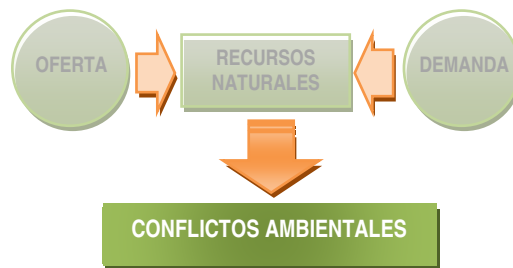 OFERTA
RECURSOS
NATURALES
DEMANDA
CONFLICTOS AMBIENTALES